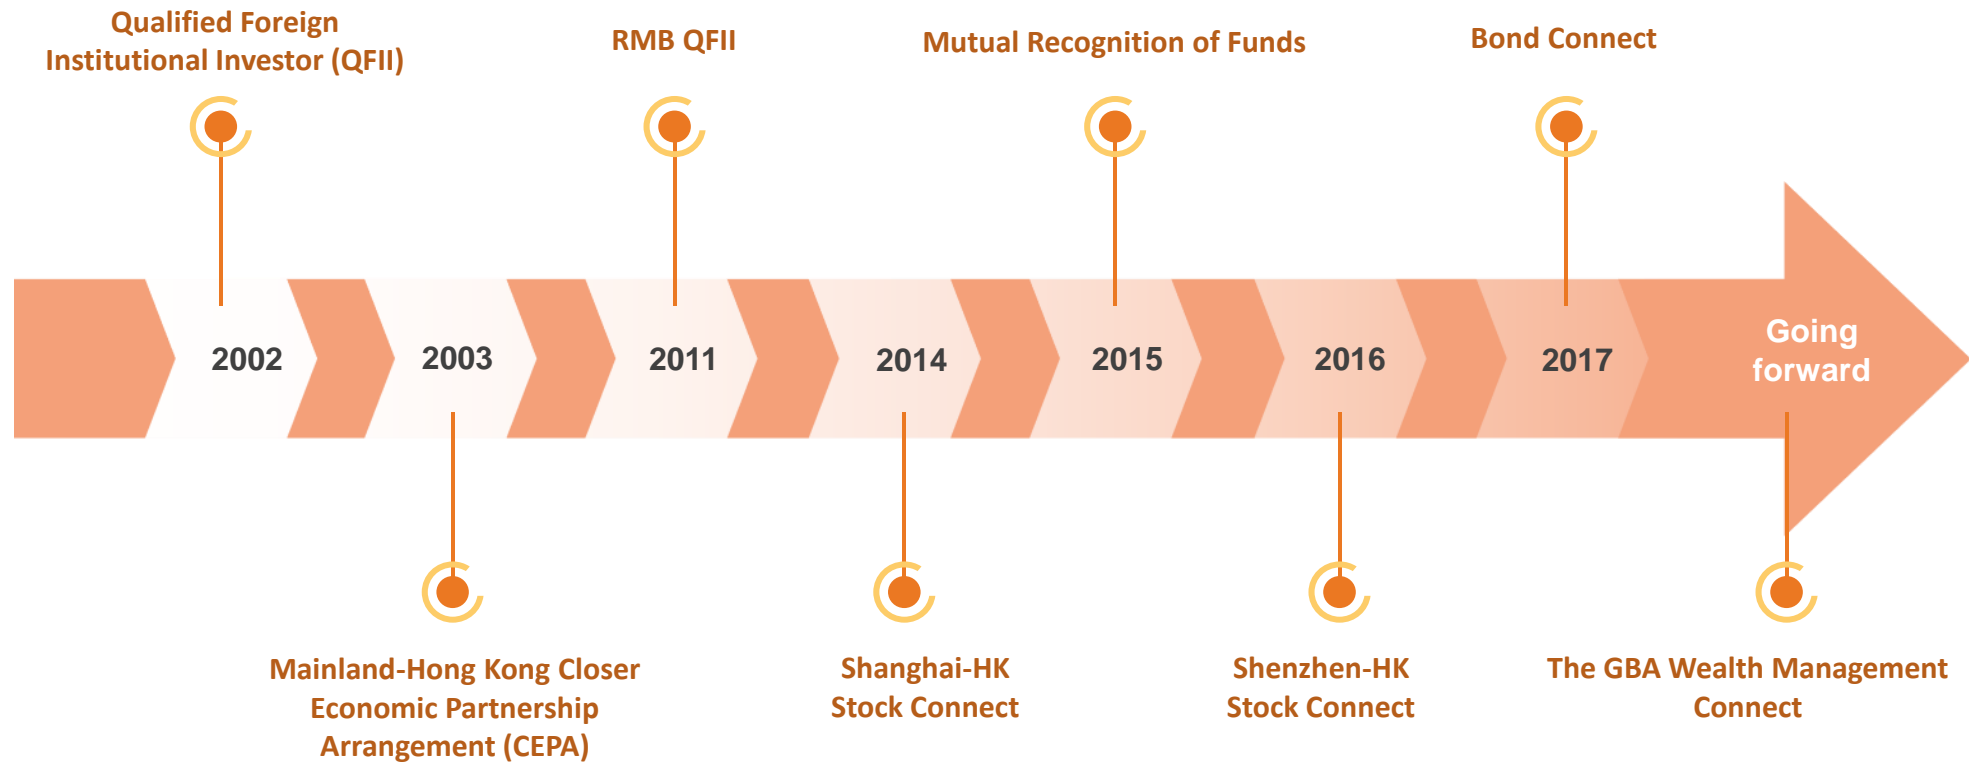 Qualified Foreign
Institutional Investor (QFII)
RMB QFII
Mutual Recognition of Funds
Bond Connect
2002
2003
2011
2014
2015
2016
2017
Going
forward
Mainland-Hong Kong Closer
Economic Partnership
Arrangement (CEPA)
Shanghai-HK
Stock Connect
Shenzhen-HK
Stock Connect
The GBA Wealth Management
Connect